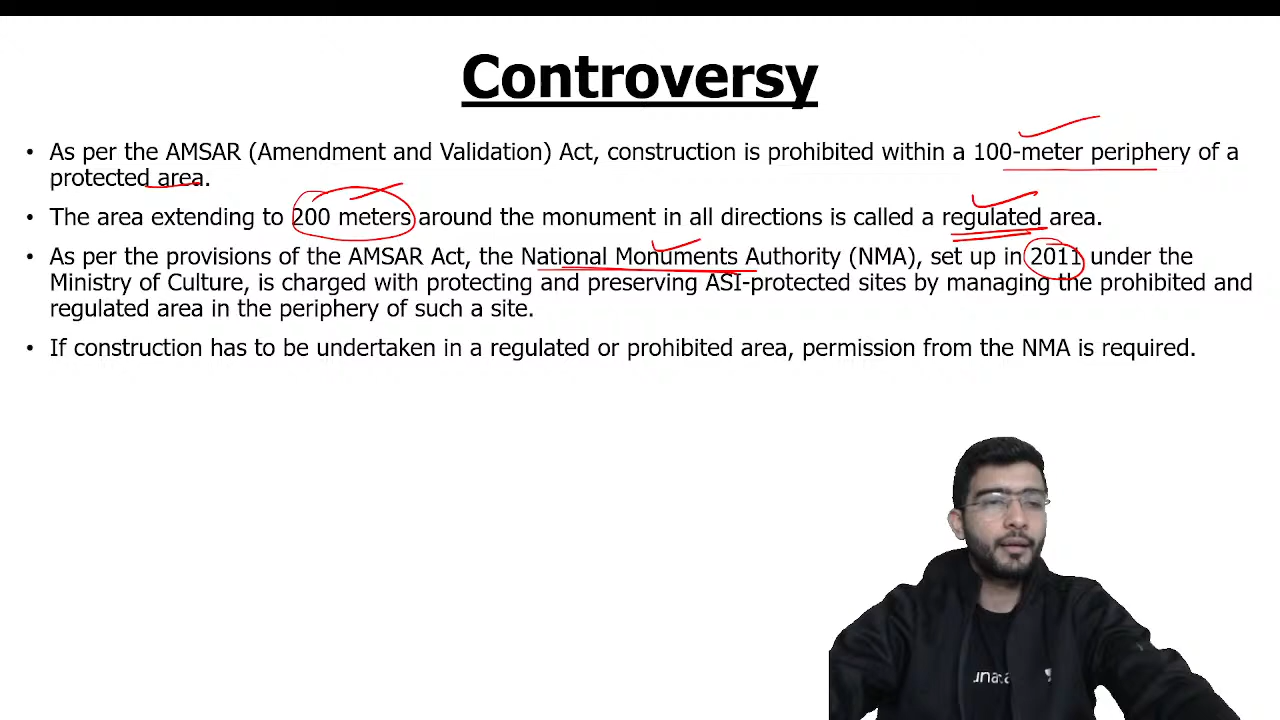 Controversy
• As per the AMSAR (Amendment and Validation) Act, construction is prohibited within a 100-meter periphery of a
protected area.
• The area extending to 200 meters around the monument in all directions is called a regulated area.
• As per the provisions of the AMSAR Act, the National Monuments Authority (NMA), set up in 2011 under the
Ministry of Culture, is charged with protecting and preserving ASI-protected sites by managing the prohibited and
regulated area in the periphery of such a site.
• If construction has to be undertaken in a regulated or prohibited area, permission from the NMA is required.